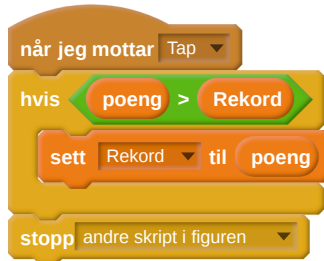 når jeg mottar Tap
hvis poeng > Rekord
sett Rekord til poeng
stopp andre skript i figuren